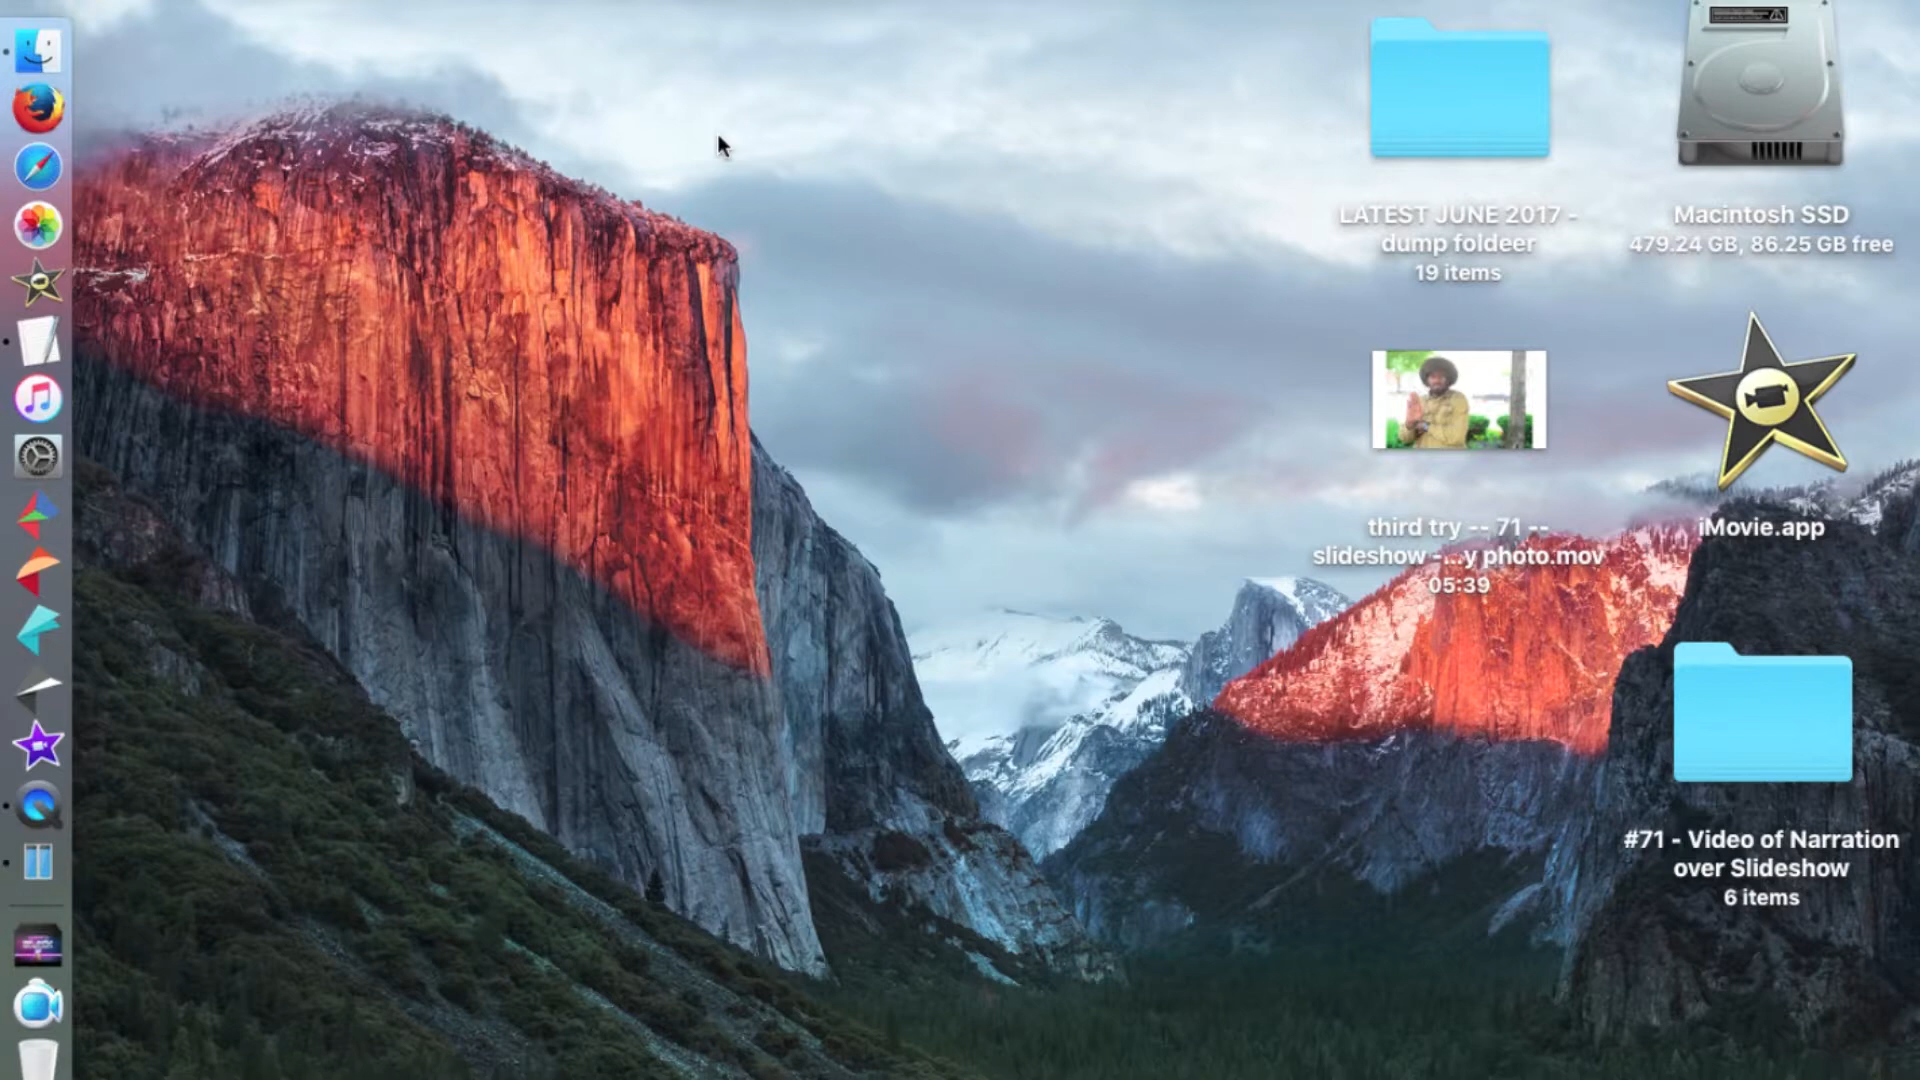 LATEST JUNE 2017 -
dump foldeer
19 items
Macintosh SSD
479.24 GB, 86.25 GB free
third try -- 71 --
slideshow -...y photo.mov
05:39
iMovie.app
#71 - Video of Narration
over Slideshow
6 items